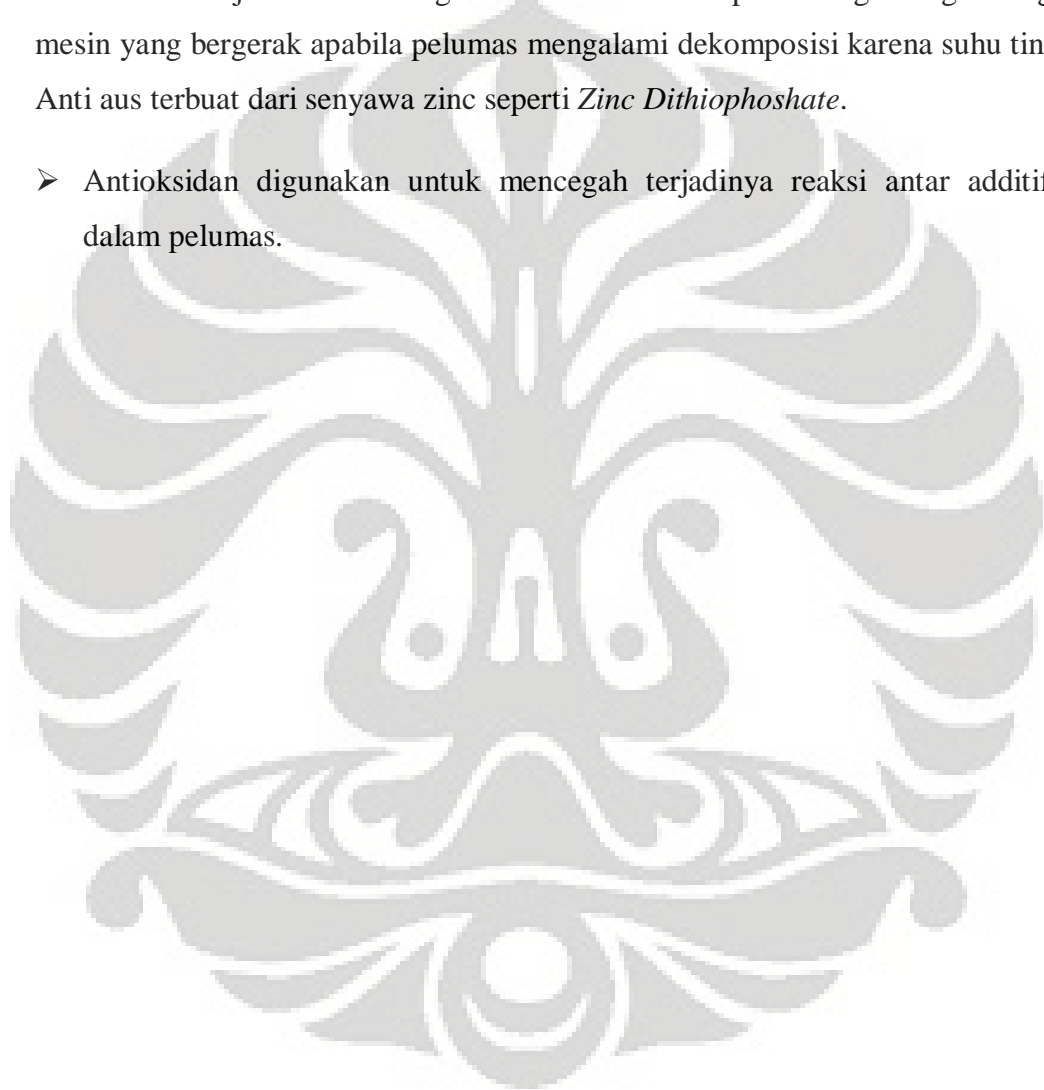 mesin yang bergerak apabila pelumas mengalami dekomposisi karena suhu
Anti aus terbuat dari senyawa zinc seperti Zinc Dithiophoshate.
➢ Antioksidan digunakan untuk mencegah terjadinya reaksi antar additif
dalam pelumas.